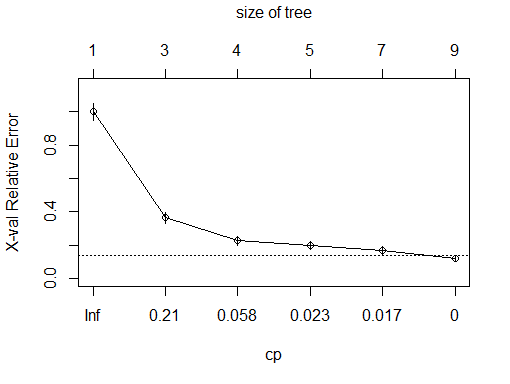 size of tree
1 3 4 5 7 9
X-val Relative Error
0.8
0.4
0.0
Inf 0.21 0.058 0.023 0.017 0
cp